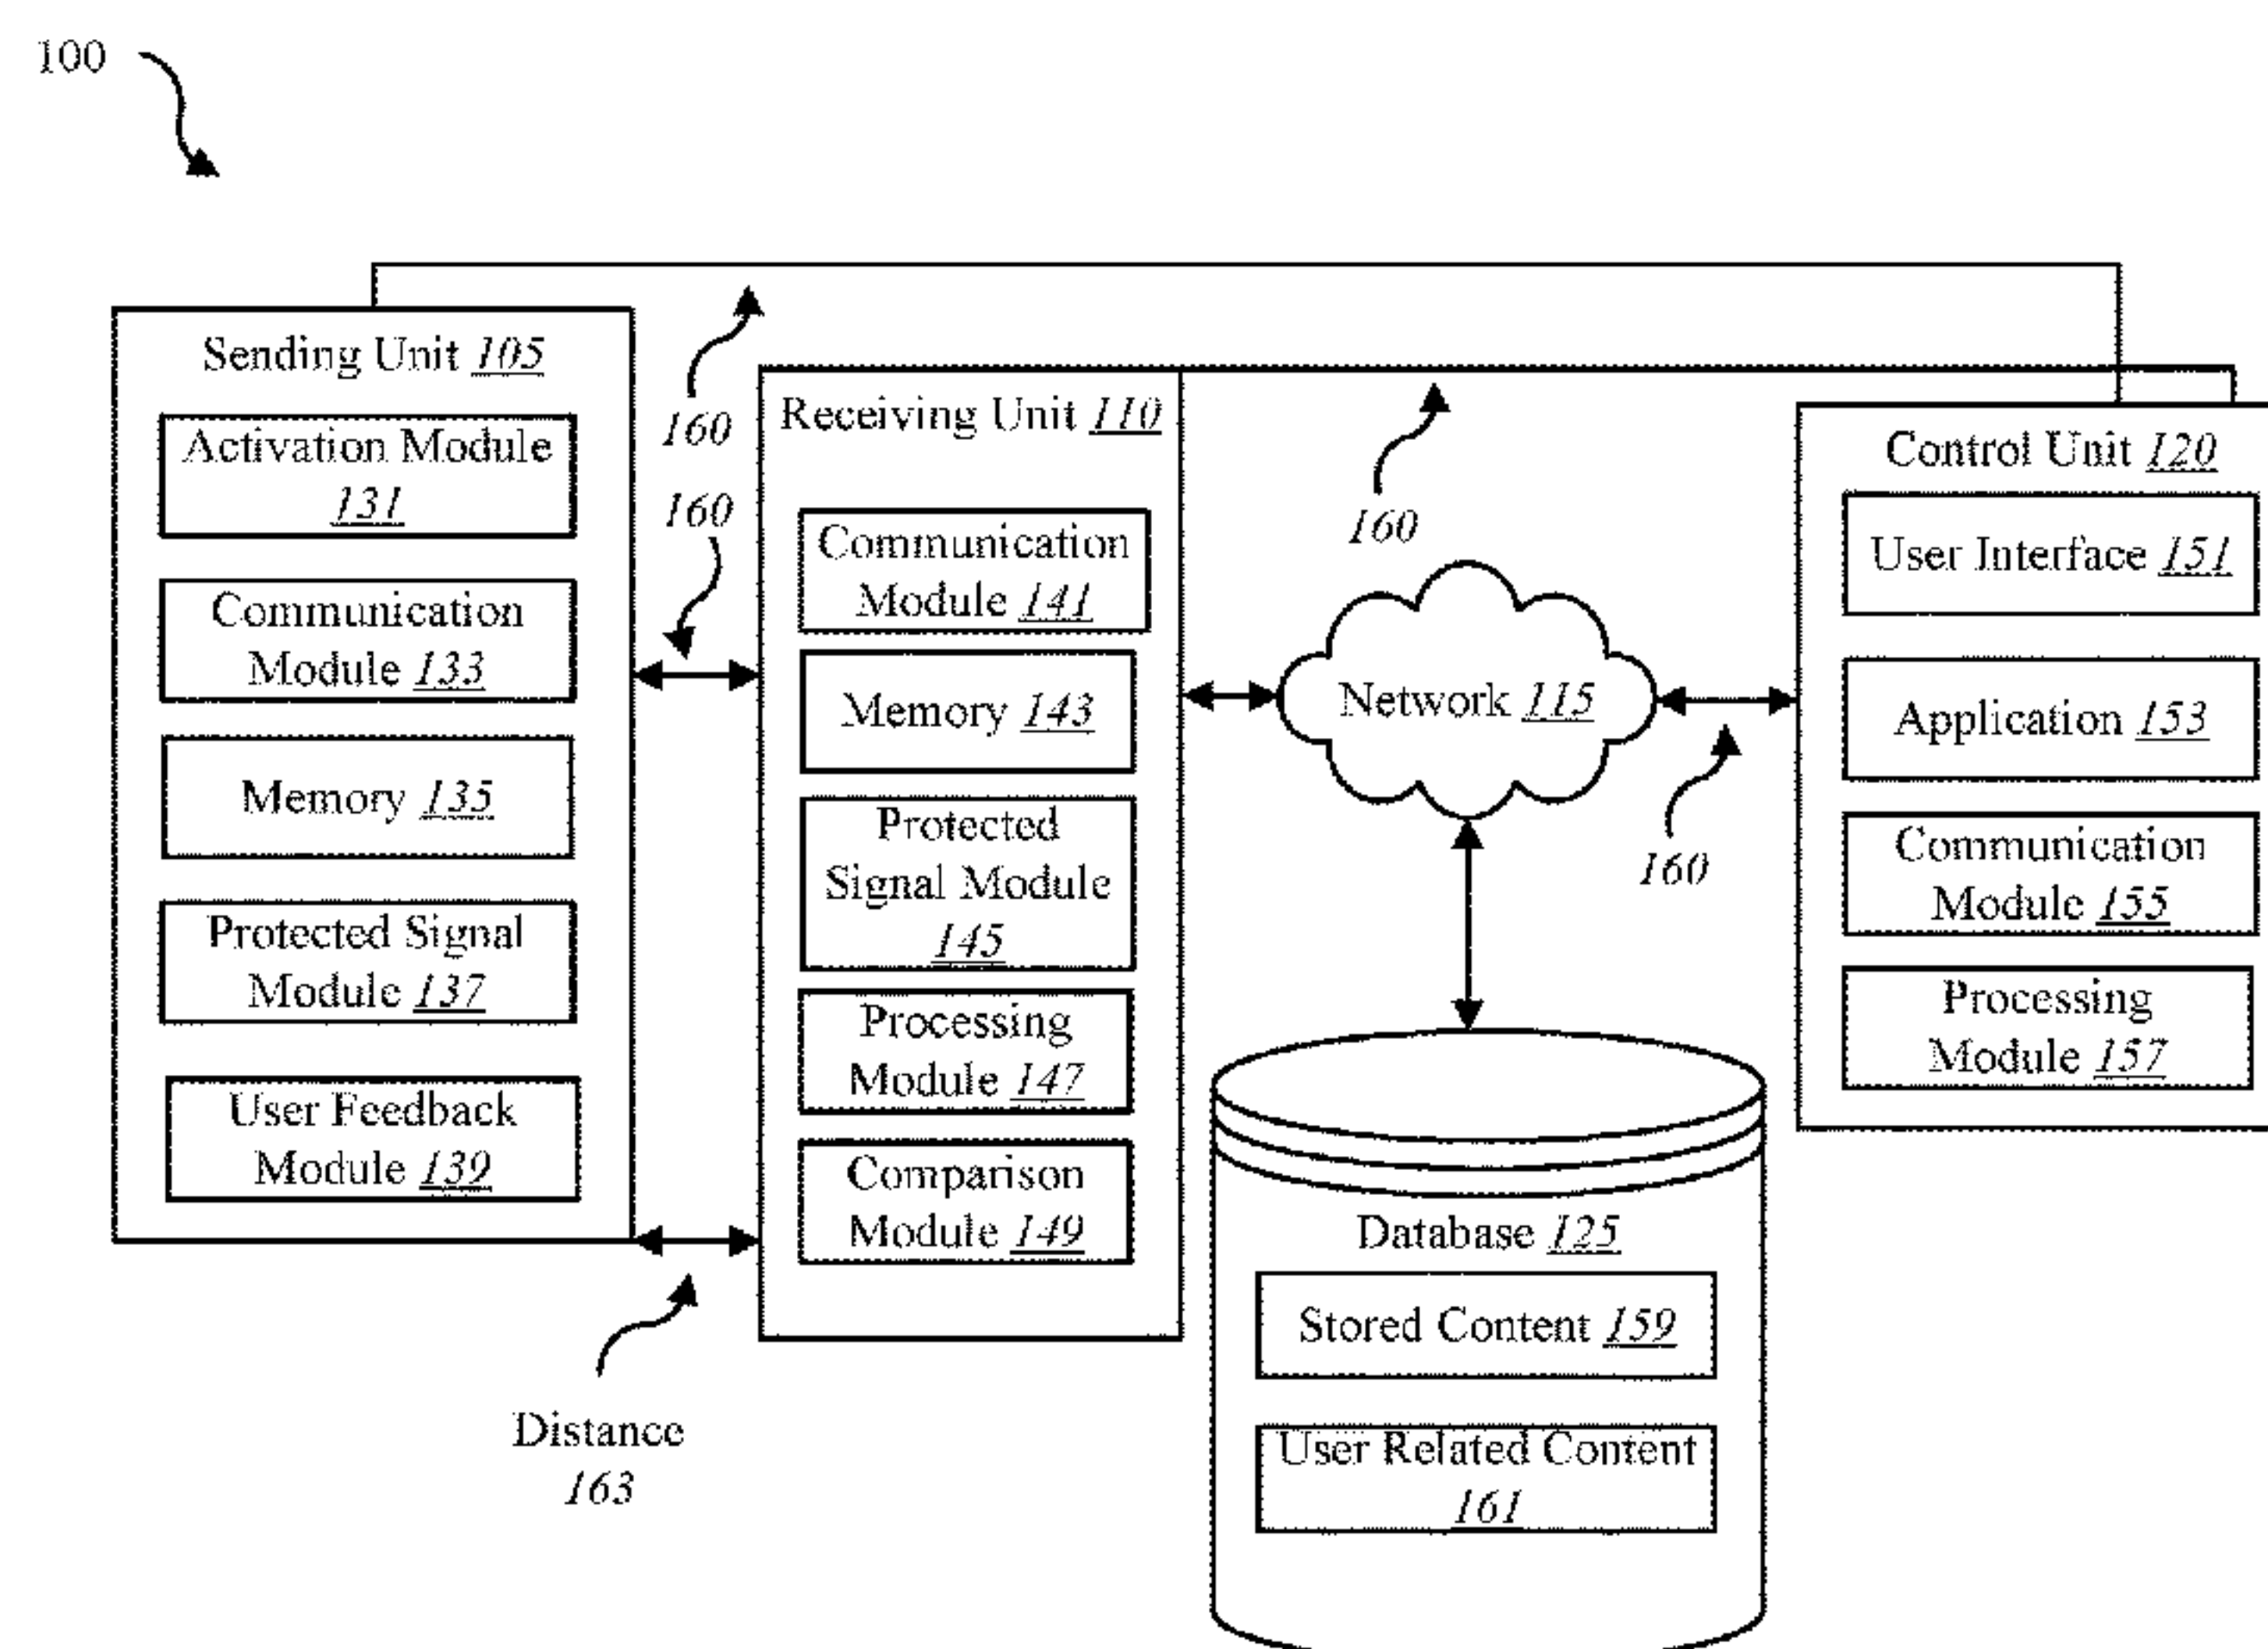 100
Sending Unit 105
Activation Module
131
Communication
Module 133
Memory 135
Protected Signal
Module 137
User Feedback
Module 139
160
160
Receiving Unit 110
Communication
Module 141
Memory 143
Protected
Signal Module
145
Processing
Module 147
Comparison
Module 149
Distance
163
160
Network 115
160
Control Unit 120
User Interface 151
Application 153
Communication
Module 155
Processing
Module 157
Database 125
Stored Content 159
User Related Content
161